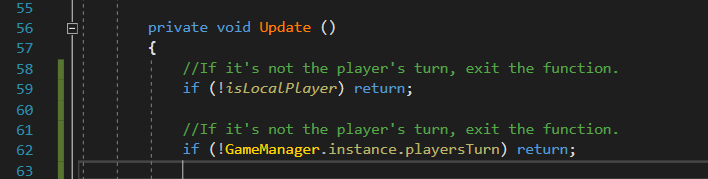 55
56 private void Update ()
57 {
58 //If it's not the player's turn, exit the function.
59 if (!isLocalPlayer) return;
60
61 //If it's not the player's turn, exit the function.
62 if (!GameManager.instance.playersTurn) return;
63